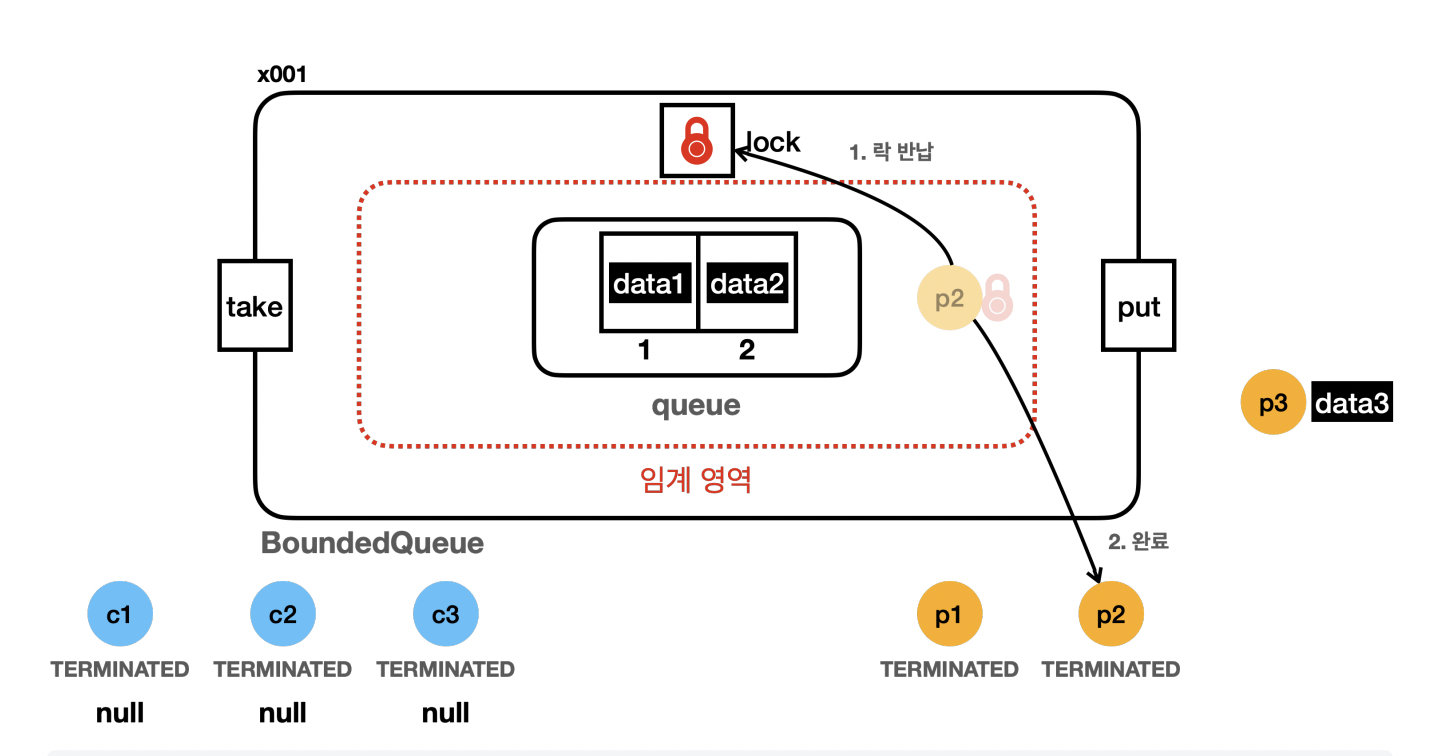 x001
lock
1. 락 반납
data1 data2
p2
take
put
1 2
queue
p3 data3
임계 영역
BoundedQueue
2. 완료
c1 c2 c3 p1 p2
TERMINATED TERMINATED TERMINATED TERMINATED TERMINATED
null null null